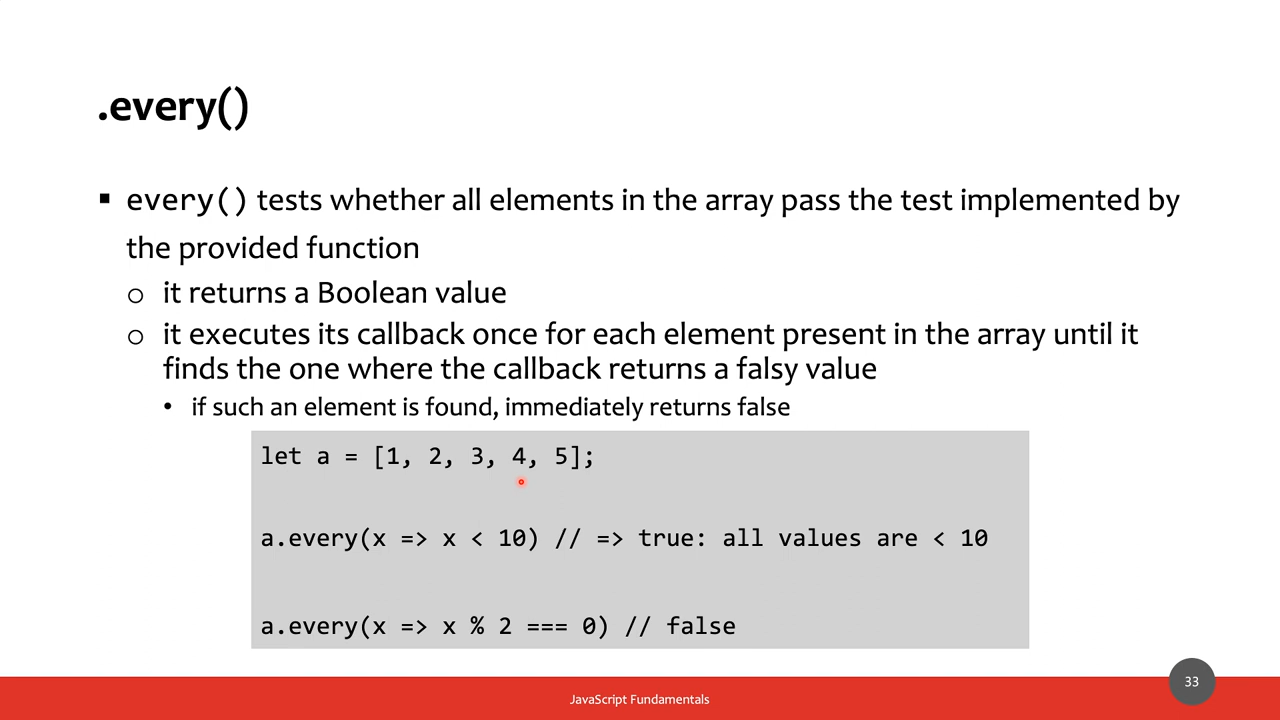 .every()
▪ every() tests whether all elements in the array pass the test implemented by
the provided function
o it returns a Boolean value
o it executes its callback once for each element present in the array until it
finds the one where the callback returns a falsy value
• if such an element is found, immediately returns false
let a = [1, 2, 3, 4, 5];
a.every(x => x < 10) // => true: all values are < 10
a.every(x => x % 2 === 0) // false
33
JavaScript Fundamentals